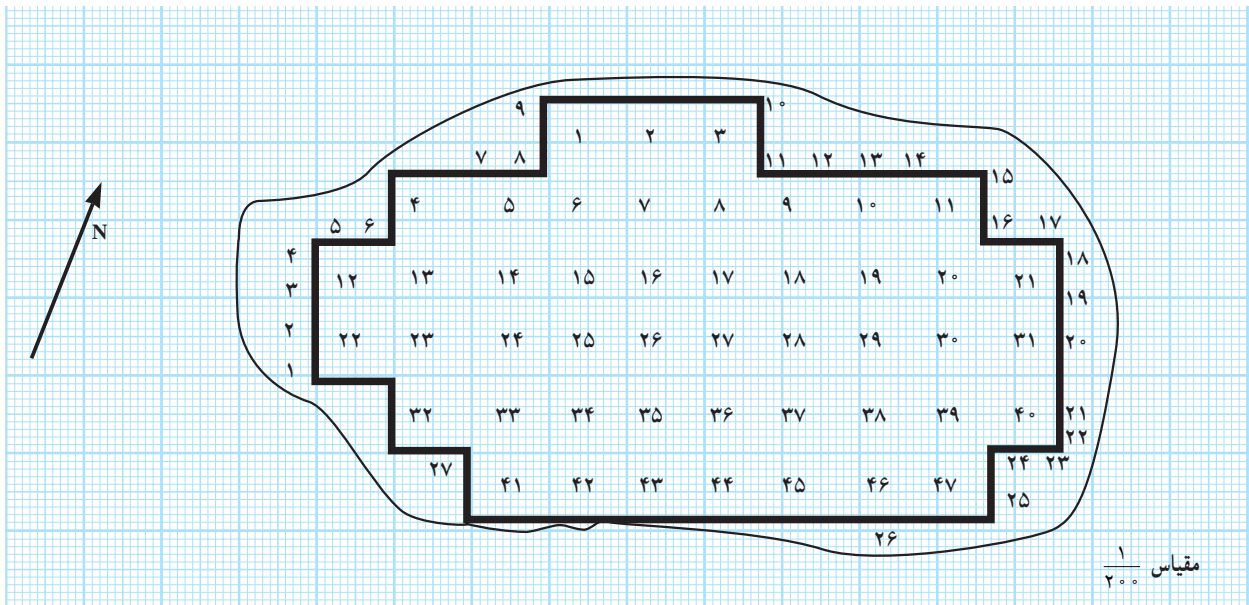 ۹ ۱۰
۱ ۲ ۳
۷ ۸ ۱۱ ۱۲ ۱۳ ۱۴
۱۵
۴ ۵ ۶ ۷ ۸ ۹ ۱۰ ۱۱
۵ ۶ ۱۶ ۱۷
N
۴ ۱۸
۱۲ ۱۳ ۱۴ ۱۵ ۱۶ ۱۷ ۱۸ ۱۹ ۲۰ ۲۱
۳ ۱۹
۲
۲۲ ۲۳ ۲۴ ۲۵ ۲۶ ۲۷ ۲۸ ۲۹ ۳۰ ۳۱ ۲۰
۱
۳۲ ۳۳ ۳۴ ۳۵ ۳۶ ۳۷ ۳۸ ۳۹ ۴۰ ۲۱
۲۲
۲۷ ۲۴ ۲۳
۴۱ ۴۲ ۴۳ ۴۴ ۴۵ ۴۶ ۴۷ ۲۵
۲۶
مقیاس ۱/۲۰۰